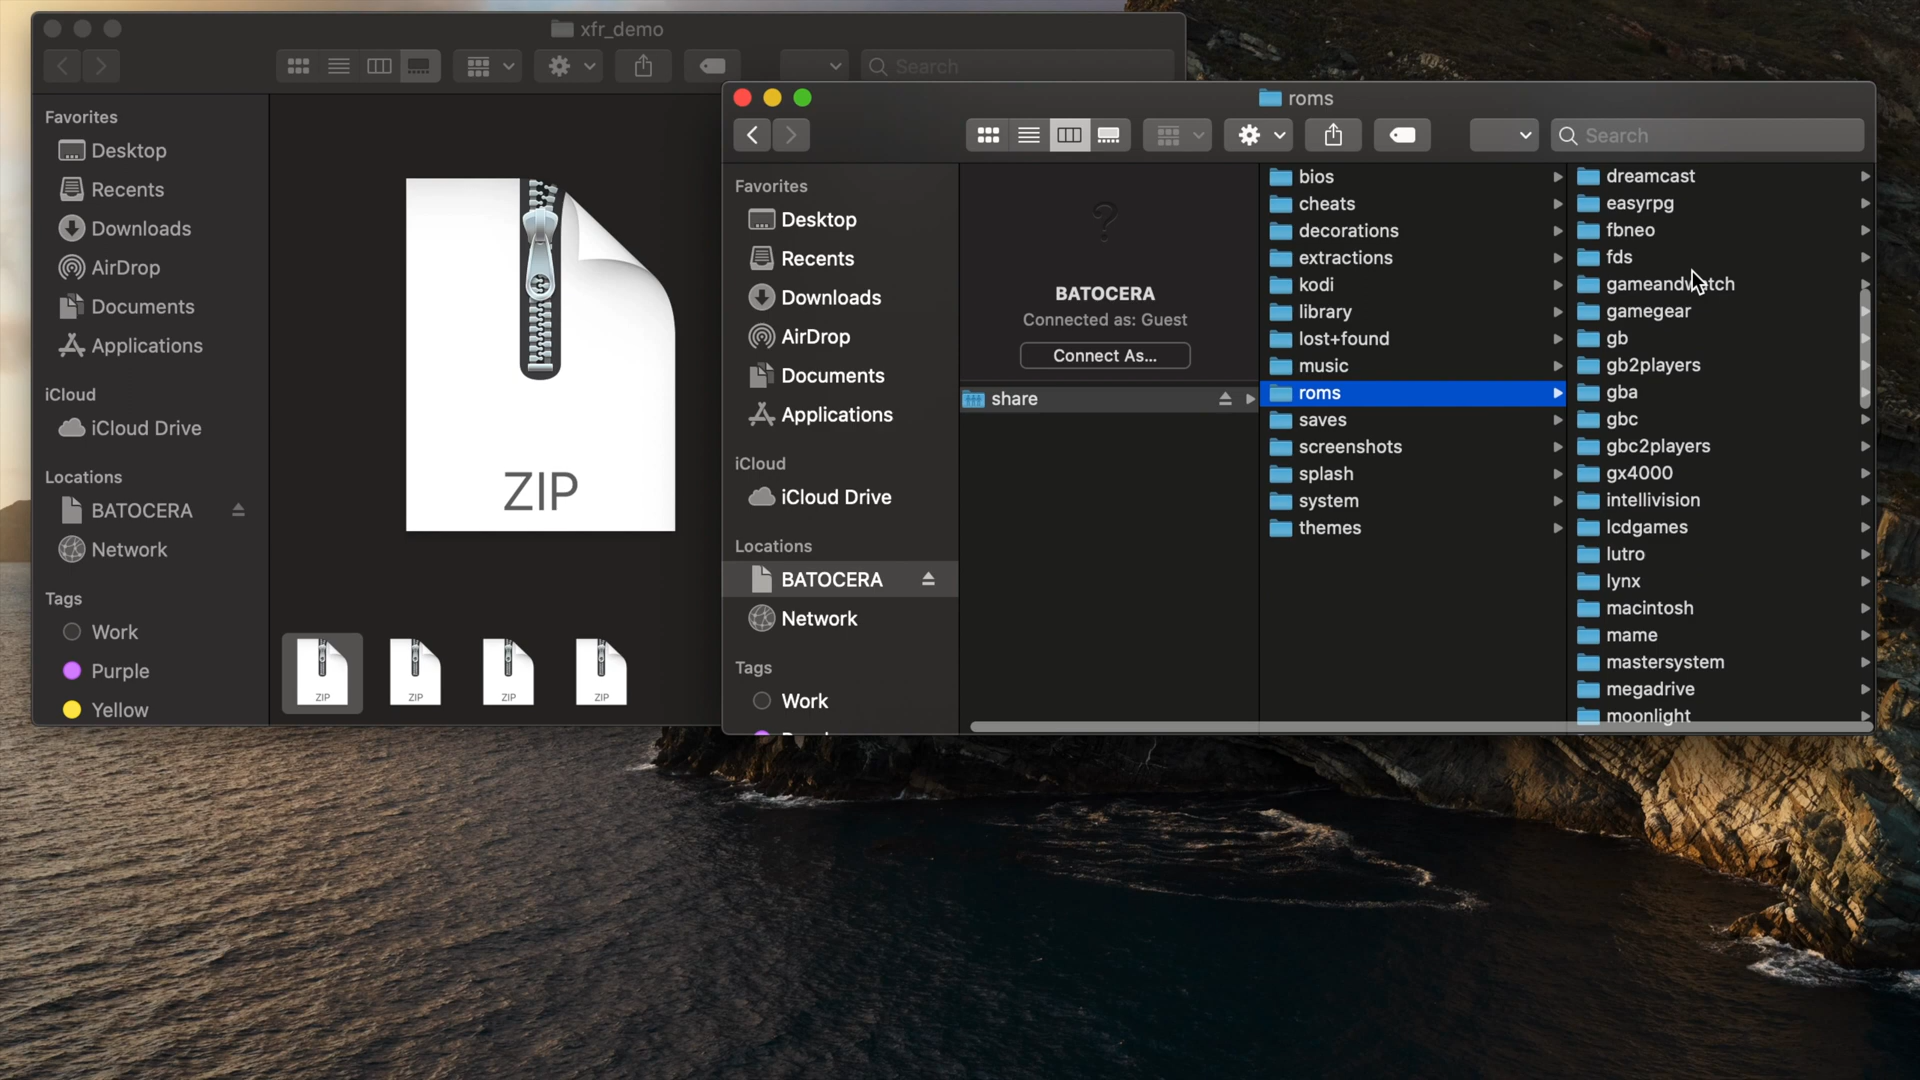 xfr_demo
Search
Favorites
Desktop
Recents
Downloads
AirDrop
Documents
Applications
iCloud
iCloud Drive
Locations
BATOCERA
Network
Tags
Work
Purple
Yellow
ZIP
ZIP
ZIP
ZIP
ZIP
roms
Search
Favorites
Desktop
Recents
Downloads
AirDrop
Documents
Applications
iCloud
iCloud Drive
Locations
BATOCERA
Network
Tags
Work
?
BATOCERA
Connected as: Guest
Connect As...
share
bios
cheats
decorations
extractions
kodi
library
lost+found
music
roms
saves
screenshots
splash
system
themes
dreamcast
easyrpg
fbneo
fds
gameandwatch
gamegear
gb
gb2players
gba
gbc
gbc2players
gx4000
intellivision
lcdgames
lutro
lynx
macintosh
mame
mastersystem
megadrive
moonlight